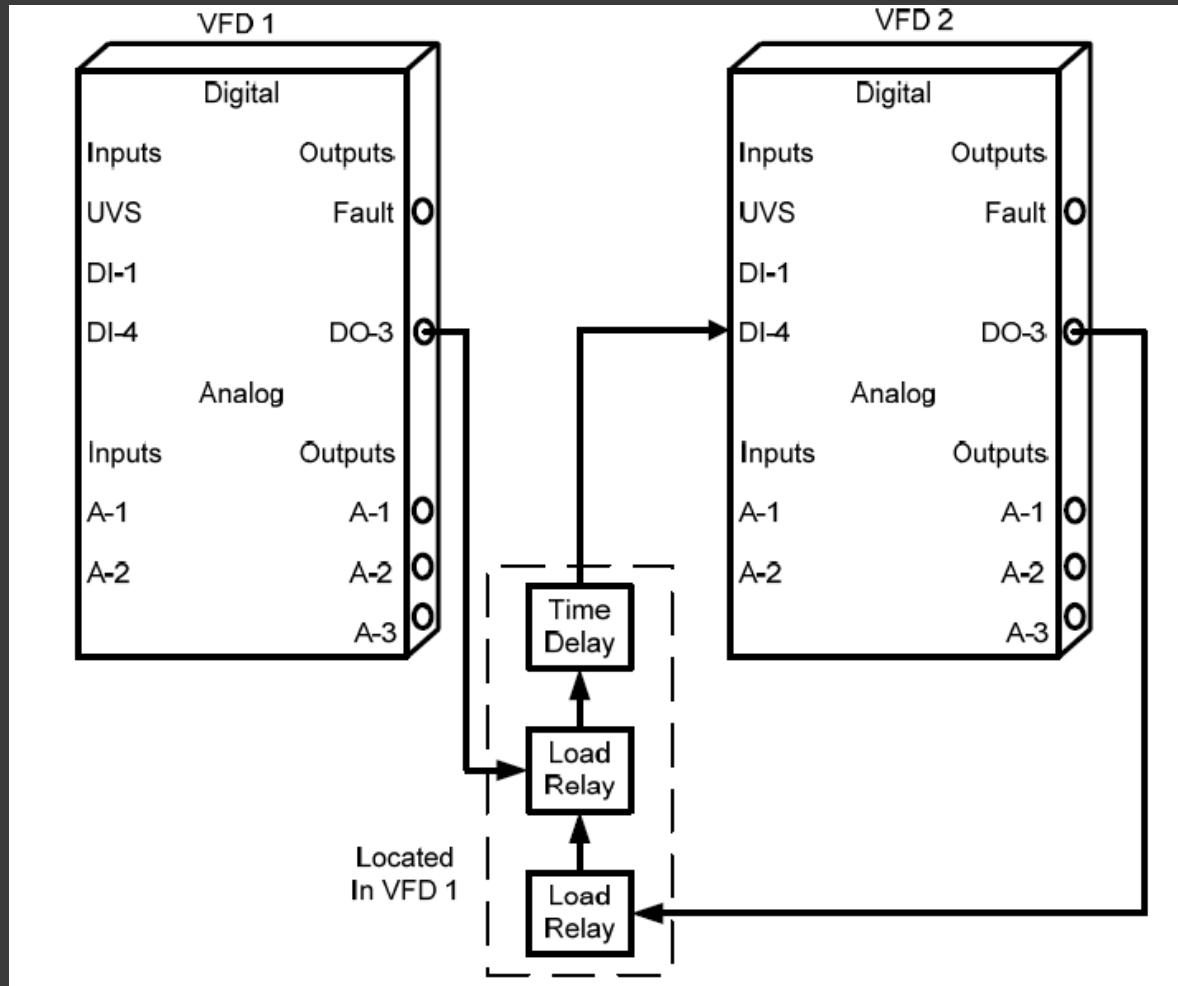 VFD 1
Digital
Inputs Outputs
UVS Fault
DI-1
DI-4 DO-3
Analog
Inputs Outputs
A-1 A-1
A-2 A-2
A-3
VFD 2
Digital
Inputs Outputs
UVS Fault
DI-1
DI-4 DO-3
Analog
Inputs Outputs
A-1 A-1
A-2 A-2
A-3
Time
Delay
Load
Relay
Load
Relay
Located
In VFD 1